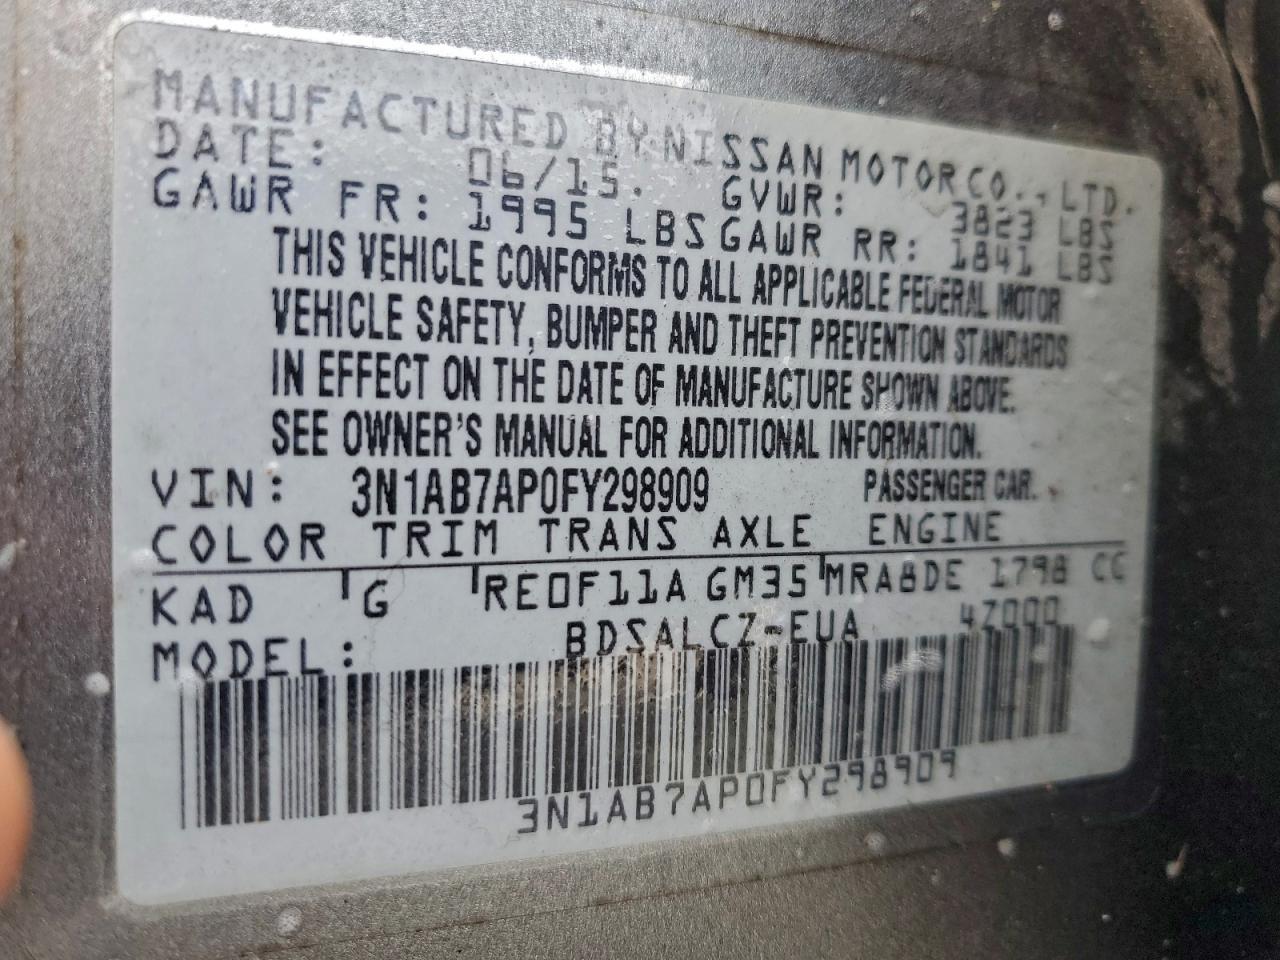 MANUFACTURED BY NISSAN MOTOR CO., LTD.
DATE: 06/15. GVWR: 3823 LBS
GAWR FR: 1995 LBS GAWR RR: 1841 LBS
THIS VEHICLE CONFORMS TO ALL APPLICABLE FEDERAL MOTOR
VEHICLE SAFETY, BUMPER AND THEFT PREVENTION STANDARDS
IN EFFECT ON THE DATE OF MANUFACTURE SHOWN ABOVE.
SEE OWNER'S MANUAL FOR ADDITIONAL INFORMATION.
VIN: 3N1AB7AP0FY298909 PASSENGER CAR.
COLOR TRIM TRANS AXLE ENGINE
KAD G RE0F11A GM35 MRA8DE 1798 CC
MODEL: BDSALCZ-EUA 4Z000
3N1AB7AP0FY298909